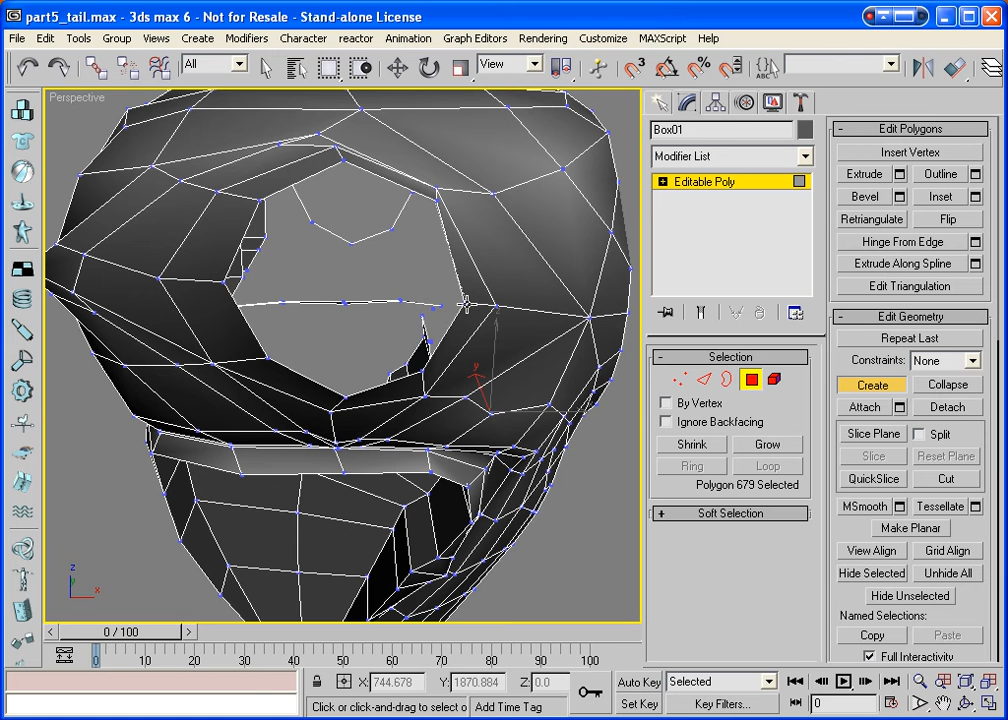 part5_tail.max - 3ds max 6 - Not for Resale - Stand-alone License
File Edit Tools Group Views Create Modifiers Character reactor Animation Graph Editors Rendering Customize MAXScript Help
All View
Perspective
Box01
Modifier List
Editable Poly
Selection
By Vertex
Ignore Backfacing
Shrink Grow
Ring Loop
Polygon 679 Selected
Soft Selection
Edit Polygons
Insert Vertex
Extrude Outline
Bevel Inset
Retriangulate Flip
Hinge From Edge
Extrude Along Spline
Edit Triangulation
Edit Geometry
Repeat Last
Constraints: None
Create Collapse
Attach Detach
Slice Plane Split
Slice Reset Plane
QuickSlice Cut
MSmooth Tessellate
Make Planar
View Align Grid Align
Hide Selected Unhide All
Hide Unselected
Named Selections:
Copy Paste
Full Interactivity
y
z
x
0 / 100
0 10 20 30 40 50 60 70 80 90 100
X: 744.678 Y: 1870.884 Z: 0.0
Auto Key Selected
Click or click-and-drag to select o Add Time Tag
Set Key Key Filters... 0